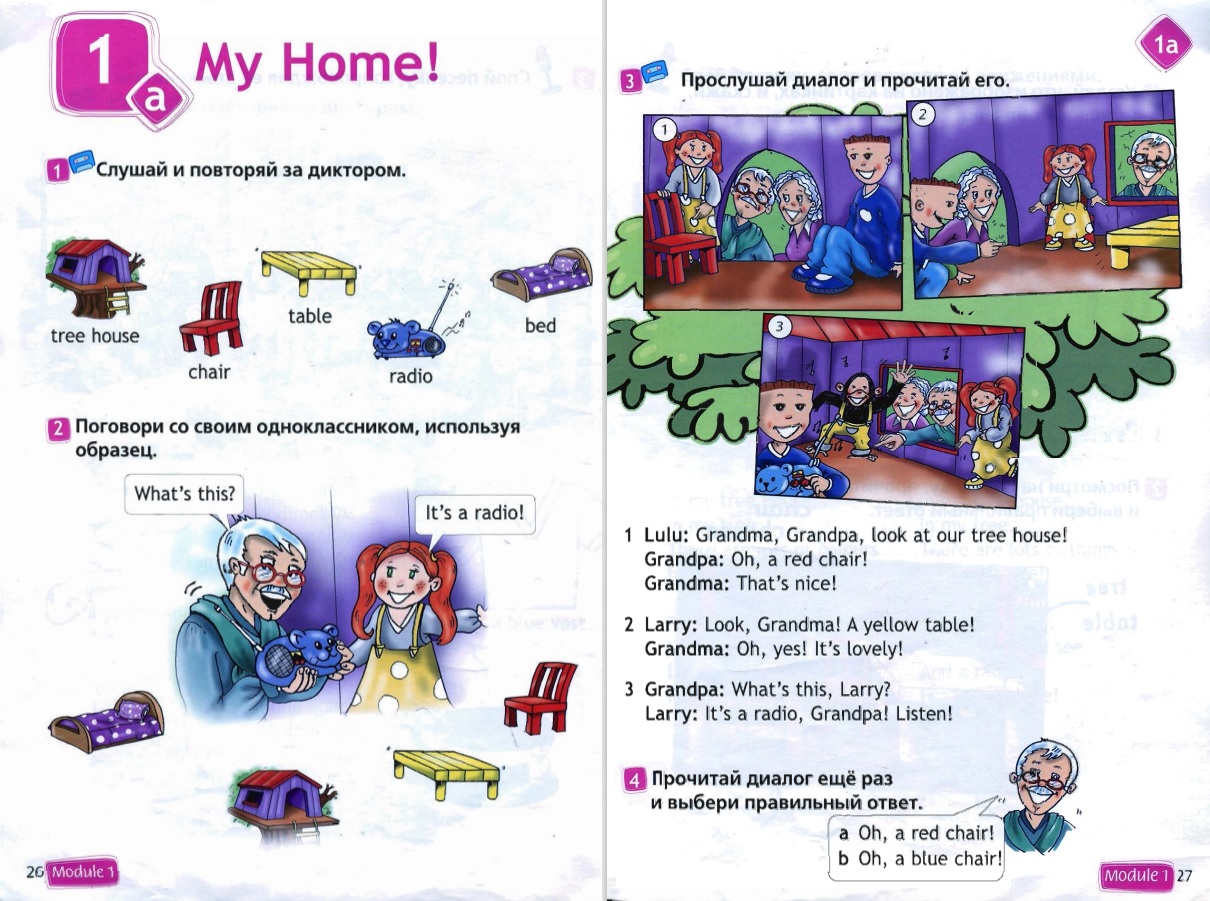 1
a
My Home!
1 Слушай и повторяй за диктором.
tree house
chair
table
radio
bed
2 Поговори со своим одноклассником, используя
образец.
What's this?
It's a radio!
26 Module 1
1a
3 Прослушай диалог и прочитай его.
1
2
3
1 Lulu: Grandma, Grandpa, look at our tree house!
Grandpa: Oh, a red chair!
Grandma: That's nice!
2 Larry: Look, Grandma! A yellow table!
Grandma: Oh, yes! It's lovely!
3 Grandpa: What's this, Larry?
Larry: It's a radio, Grandpa! Listen!
4 Прочитай диалог ещё раз
и выбери правильный ответ.
a Oh, a red chair!
b Oh, a blue chair!
Module 1 27